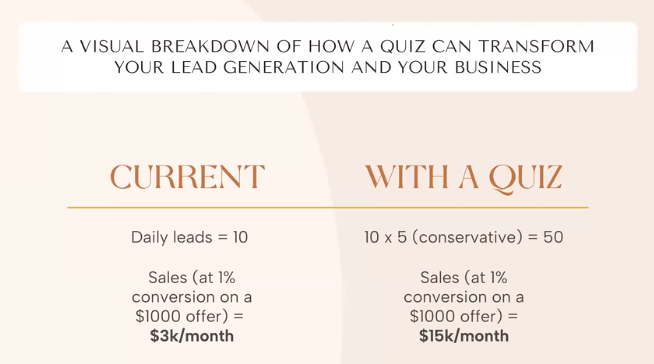 A VISUAL BREAKDOWN OF HOW A QUIZ CAN TRANSFORM
YOUR LEAD GENERATION AND YOUR BUSINESS
CURRENT
Daily leads = 10
Sales (at 1%
conversion on a
$1000 offer) =
$3k/month
WITH A QUIZ
10 x 5 (conservative) = 50
Sales (at 1%
conversion on a
$1000 offer) =
$15k/month